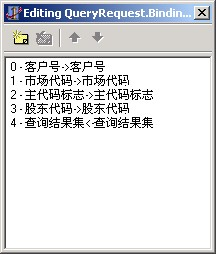 Editing QueryRequest.Bindin...
0 - 客户号->客户号
1 - 市场代码->市场代码
2 - 主代码标志->主代码标志
3 - 股东代码->股东代码
4 - 查询结果集<-查询结果集